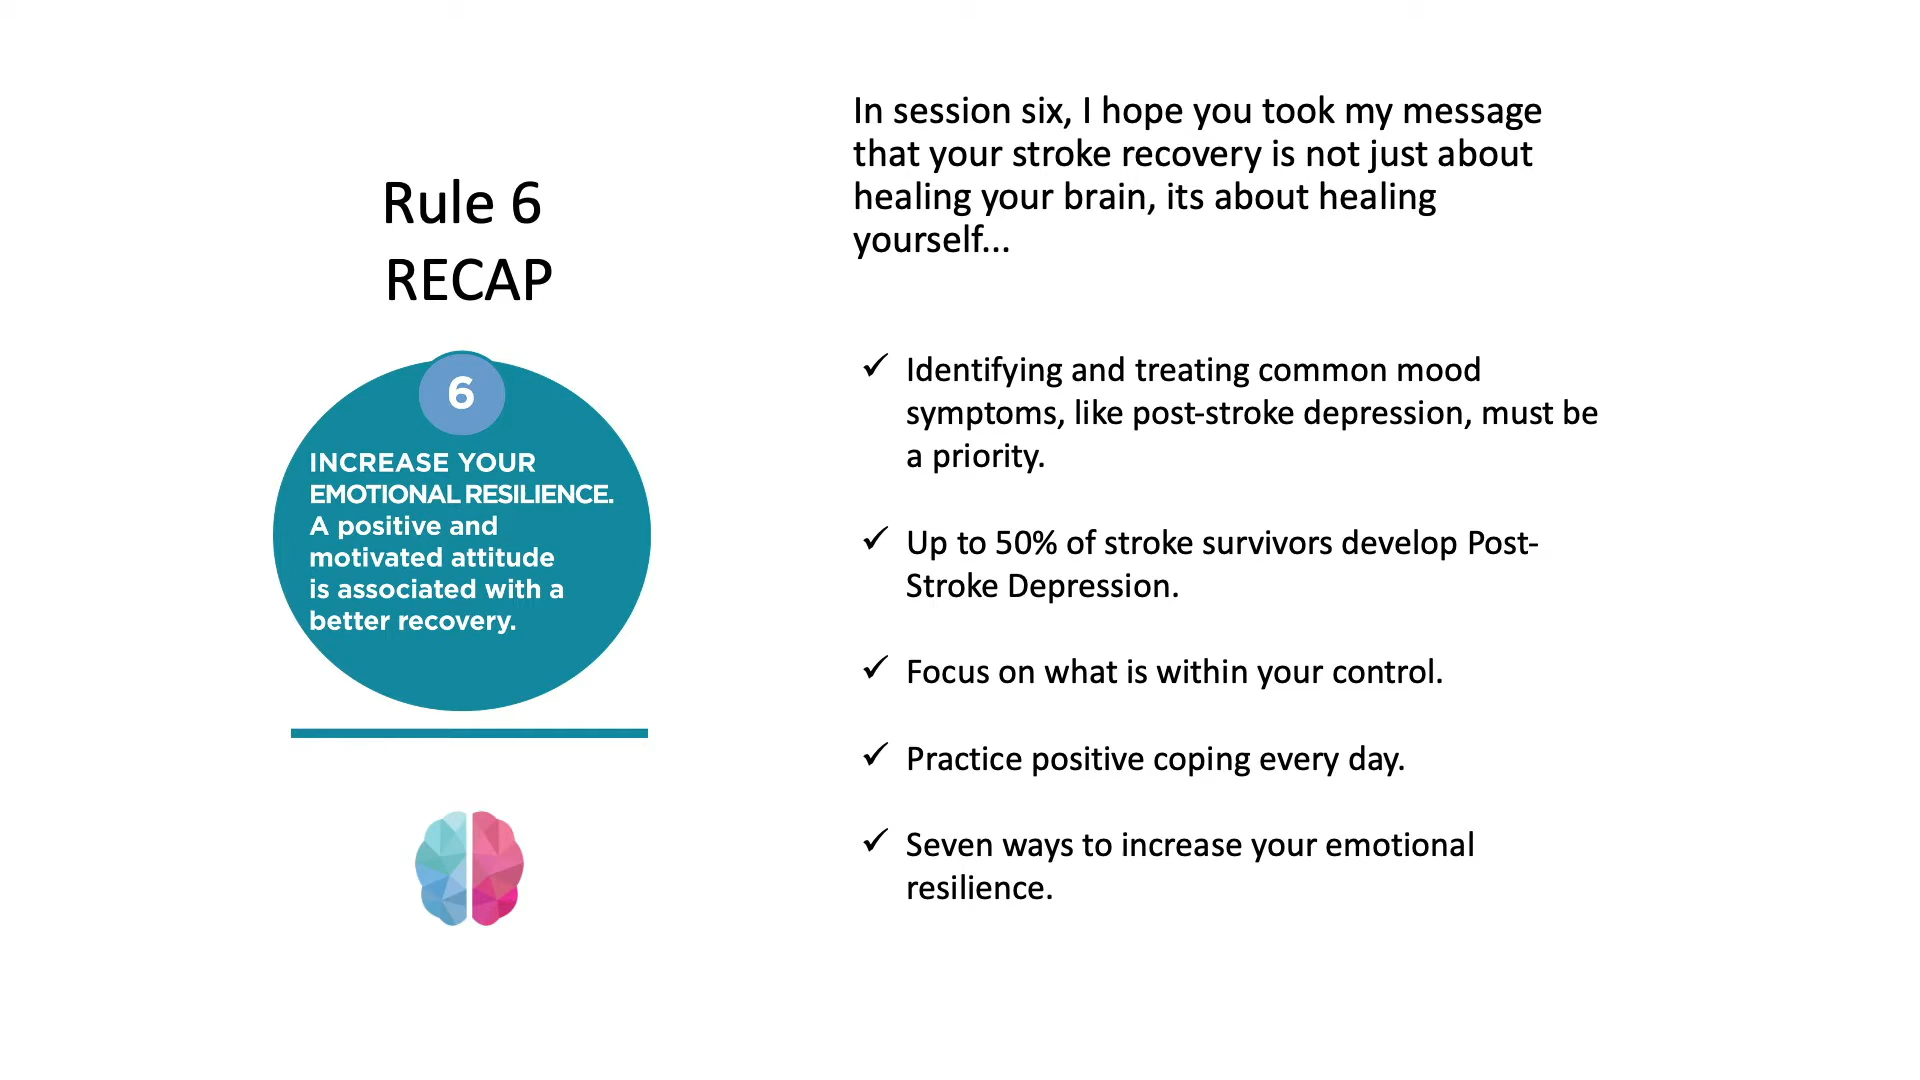 Rule 6
RECAP
6
INCREASE YOUR
EMOTIONAL RESILIENCE.
A positive and
motivated attitude
is associated with a
better recovery.
In session six, I hope you took my message
that your stroke recovery is not just about
healing your brain, its about healing
yourself...
✓ Identifying and treating common mood
symptoms, like post-stroke depression, must be
a priority.
✓ Up to 50% of stroke survivors develop Post-
Stroke Depression.
✓ Focus on what is within your control.
✓ Practice positive coping every day.
✓ Seven ways to increase your emotional
resilience.